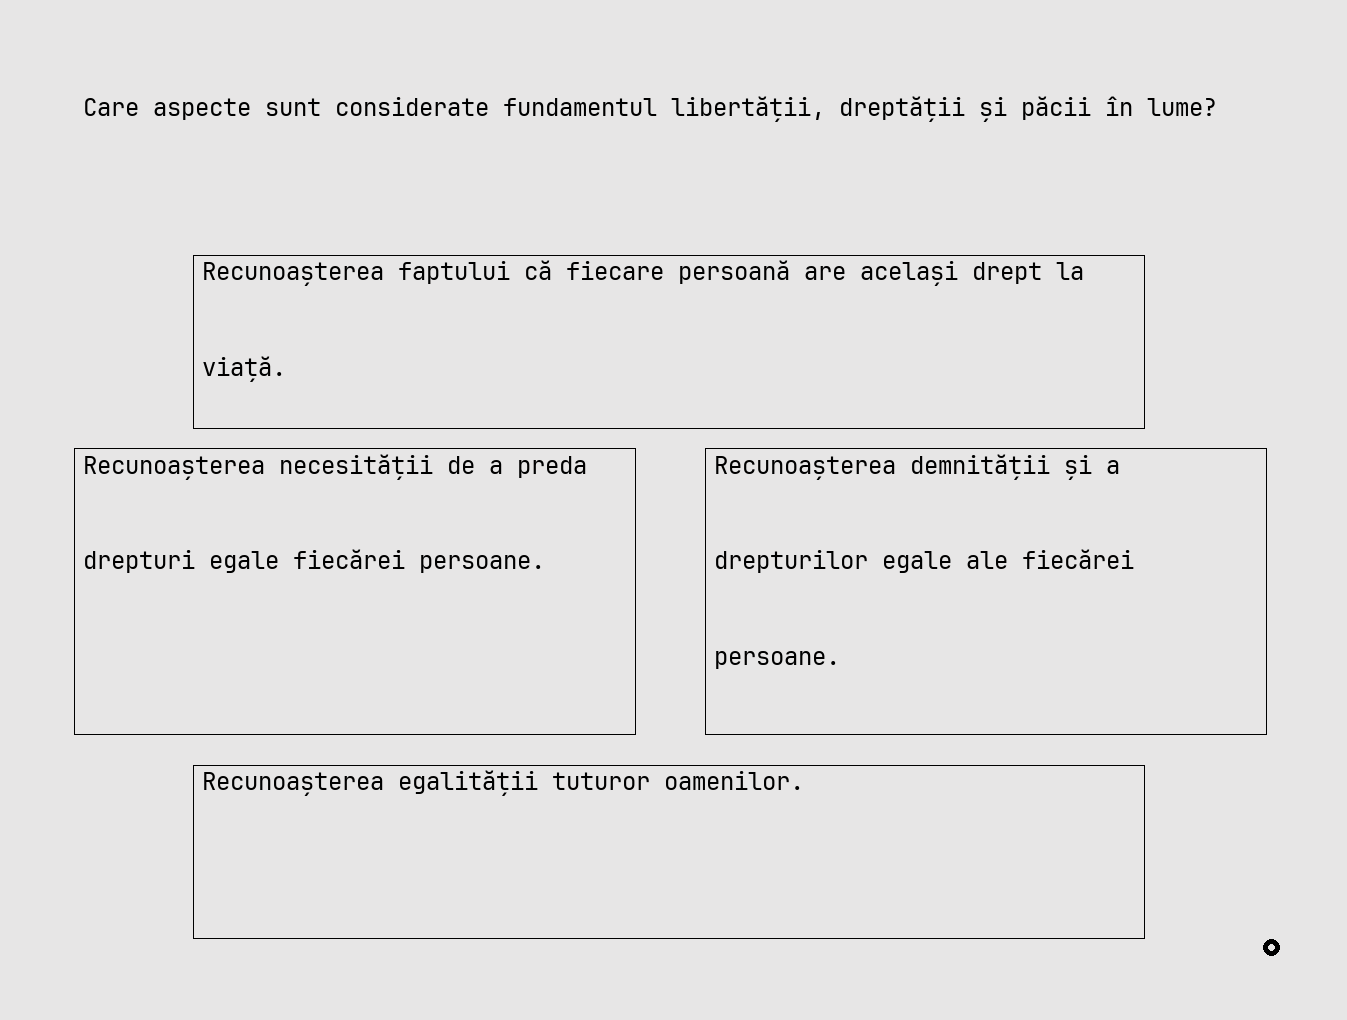 Care aspecte sunt considerate fundamentul libertății, dreptății și păcii în lume?
Recunoașterea faptului că fiecare persoană are același drept la
viață.
Recunoașterea necesității de a preda
drepturi egale fiecărei persoane.
Recunoașterea demnității și a
drepturilor egale ale fiecărei
persoane.
Recunoașterea egalității tuturor oamenilor.